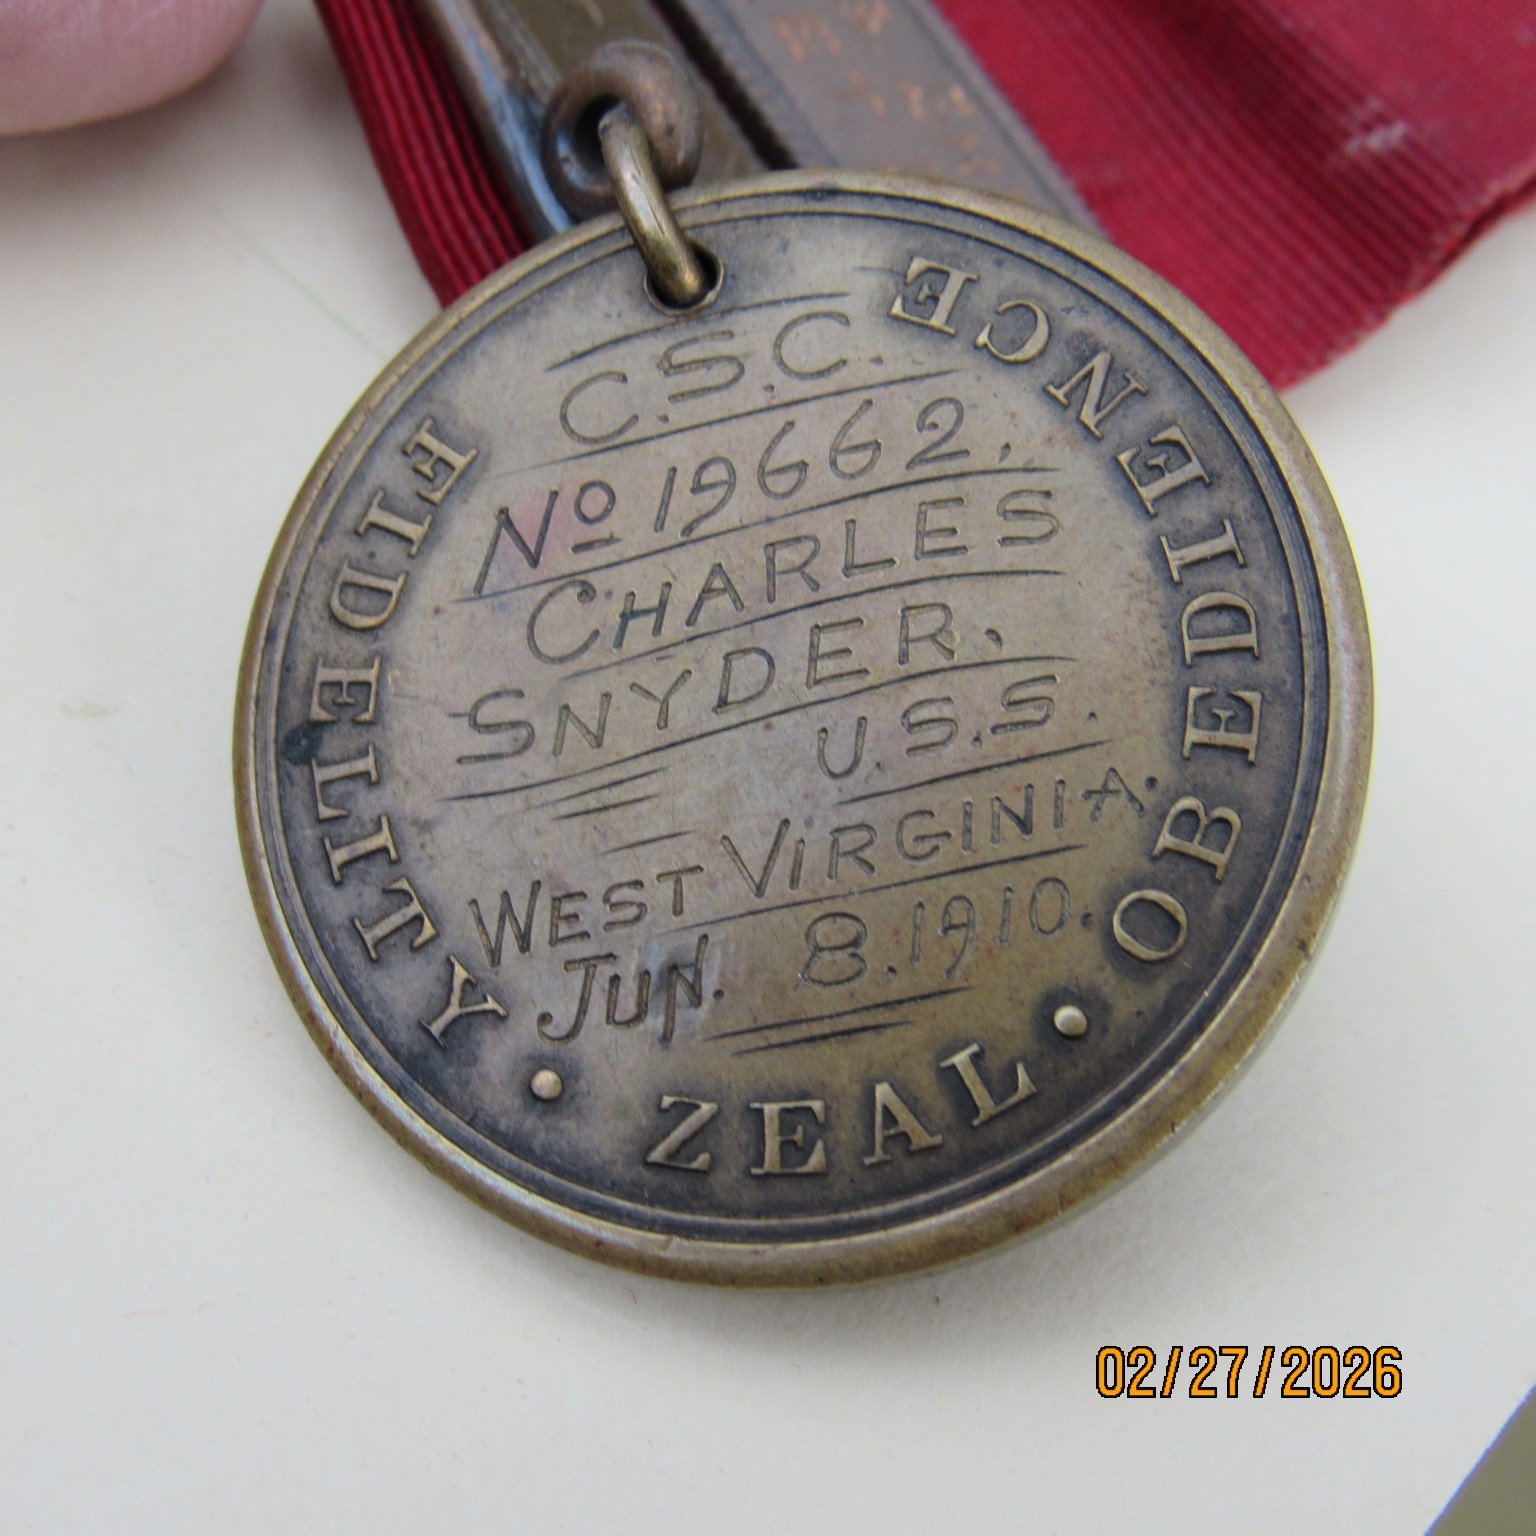 C.S.C.
No 19662.
CHARLES
SNYDER.
U.S.S.
WEST VIRGINIA.
JUN. 8. 1910.
FIDELITY • ZEAL • OBEDIENCE
02/27/2026